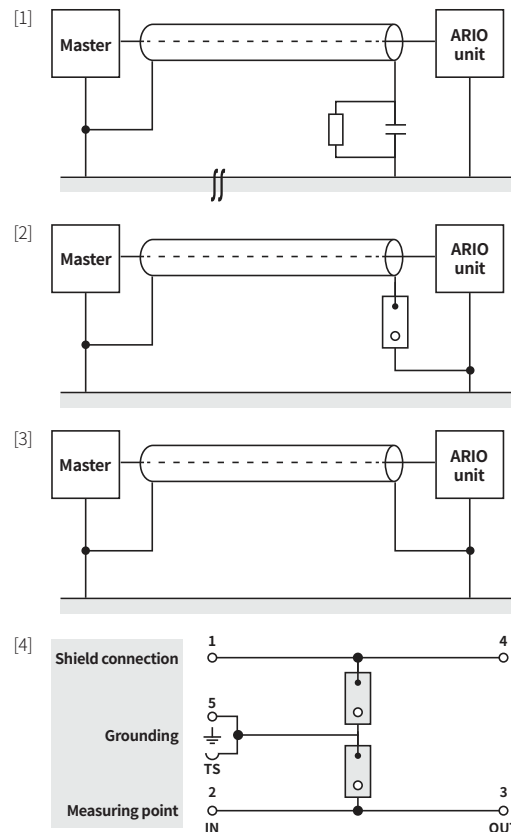 [1]
Master
ARIO
unit
[2]
Master
ARIO
unit
[3]
Master
ARIO
unit
[4]
1
4
Shield connection
5
Grounding
TS
2
3
Measuring point
IN
OUT